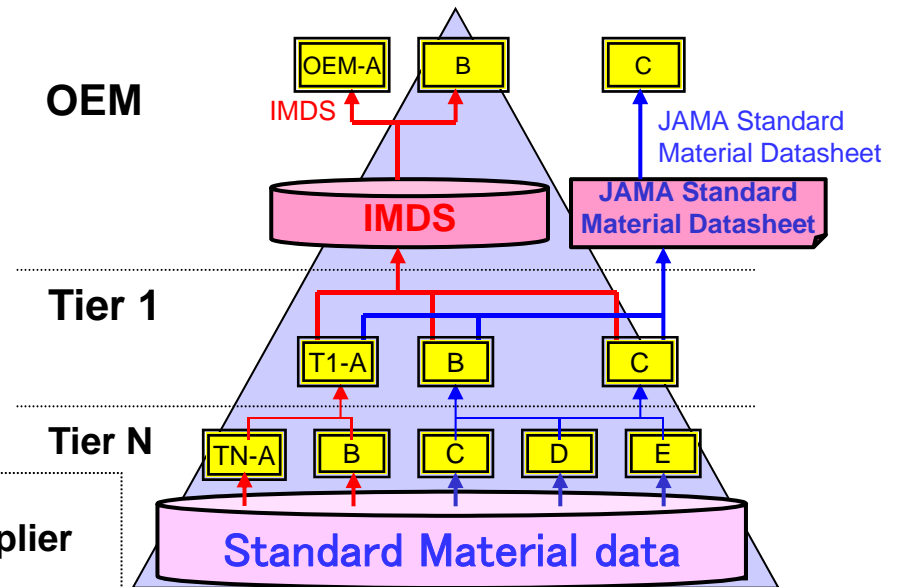 OEM-A
B
C
OEM
IMDS
JAMA Standard
Material Datasheet
IMDS
JAMA Standard
Material Datasheet
Tier 1
T1-A
B
C
Tier N
TN-A
B
C
D
E
plier
Standard Material data